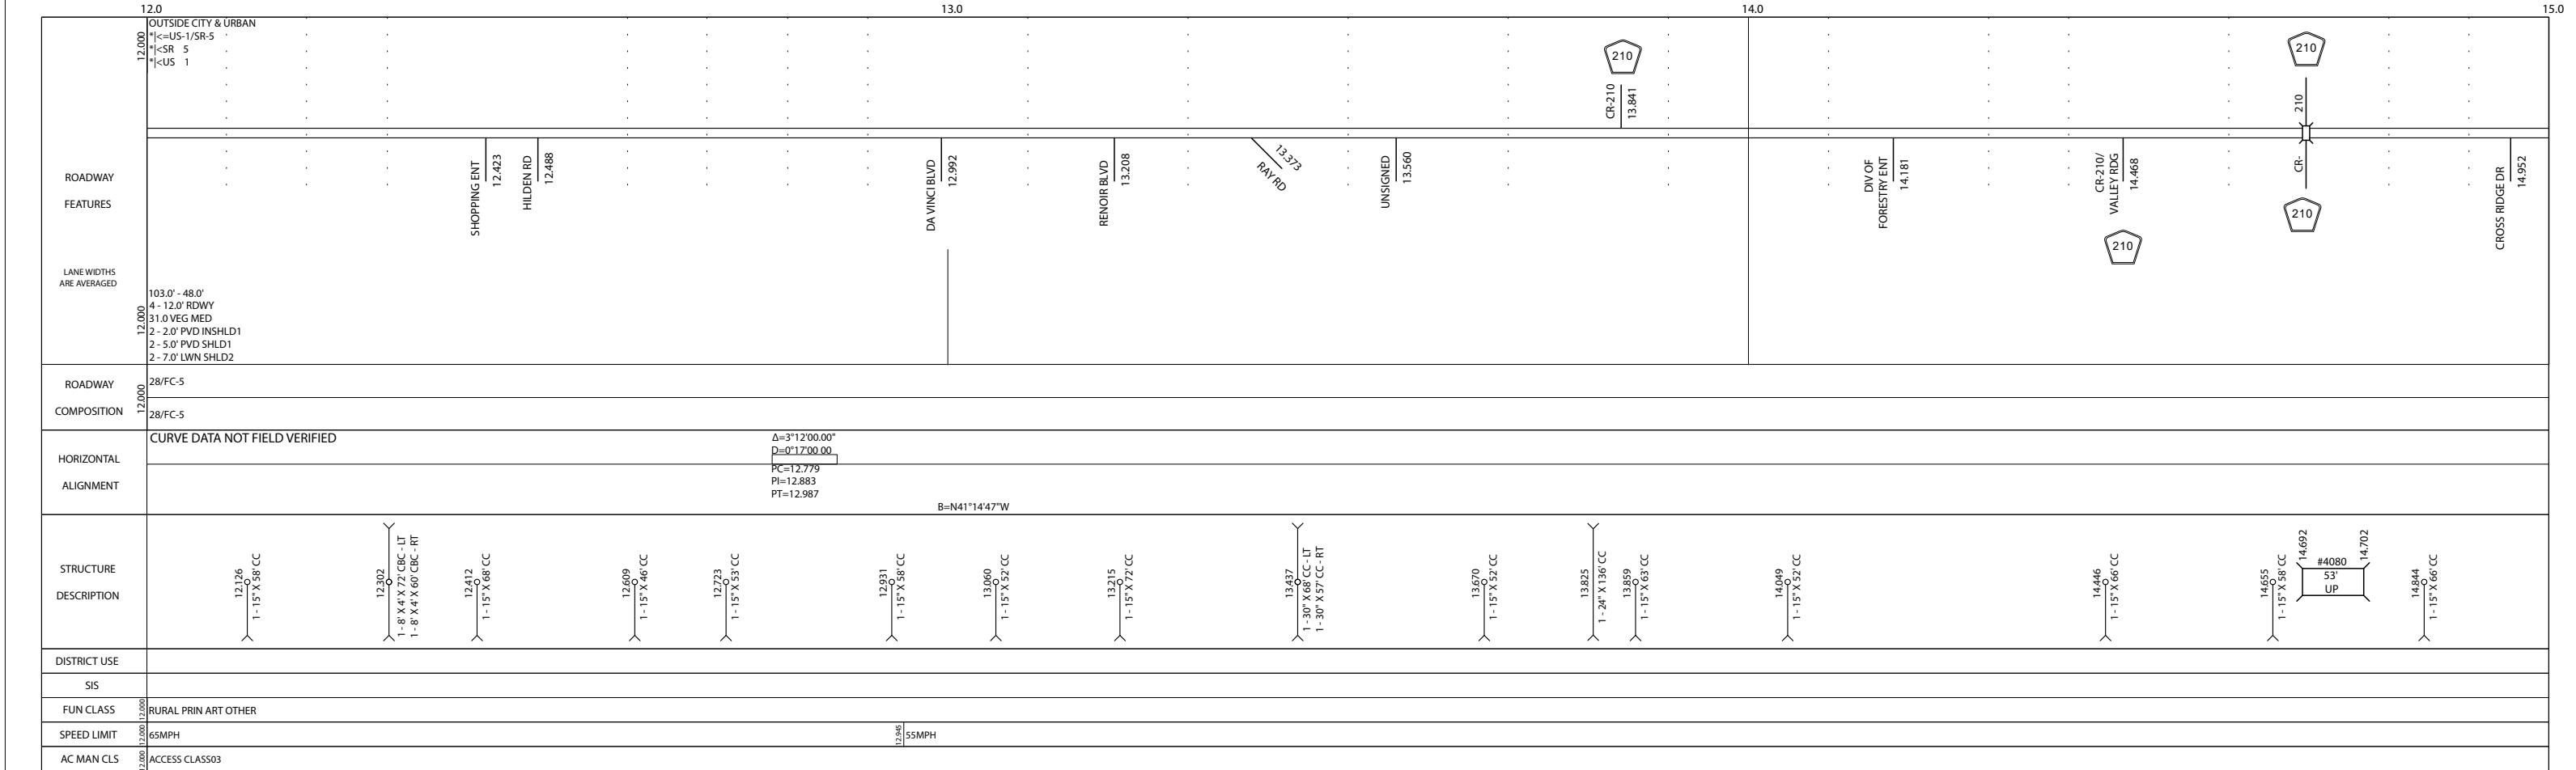 12.0
13.0
14.0
15.0
12.000
OUTSIDE CITY & URBAN
*|<=US-1/SR-5
*|<SR 5
*|<US 1
210
CR-210
13.841
210
210
CR-
ROADWAY
FEATURES
SHOPPING ENT
12.423
HILDEN RD
12.488
DA VINCI BLVD
12.992
RENOIR BLVD
13.208
13.373
RAY RD
UNSIGNED
13.560
DIV OF
FORESTRY ENT
14.181
CR-210/
VALLEY RDG
14.468
210
210
CROSS RIDGE DR
14.952
LANE WIDTHS
ARE AVERAGED
12.000
103.0' - 48.0'
4 - 12.0' RDWY
31.0 VEG MED
2 - 2.0' PVD INSHLD1
2 - 5.0' PVD SHLD1
2 - 7.0' LWN SHLD2
ROADWAY
COMPOSITION
12.000
28/FC-5
28/FC-5
HORIZONTAL
ALIGNMENT
CURVE DATA NOT FIELD VERIFIED
Δ=3°12'00.00"
D=0°17'00 00
PC=12.779
PI=12.883
PT=12.987
B=N41°14'47"W
STRUCTURE
DESCRIPTION
12.126
1 - 15" X 58' CC
12.302
1 - 8' X 4' X 72' CBC - LT
1 - 8' X 4' X 60' CBC - RT
12.412
1 - 15" X 68' CC
12.609
1 - 15" X 46' CC
12.723
1 - 15" X 53' CC
12.931
1 - 15" X 58' CC
13.060
1 - 15" X 52' CC
13.215
1 - 15" X 72' CC
13.437
1 - 30" X 68' CC - LT
1 - 30" X 57' CC - RT
13.670
1 - 15" X 52' CC
13.825
1 - 24" X 136' CC
13.859
1 - 15" X 63' CC
14.049
1 - 15" X 52' CC
14.446
1 - 15" X 66' CC
14.655
1 - 15" X 58' CC
14.692
#4080
53'
UP
14.702
14.844
1 - 15" X 66' CC
DISTRICT USE
SIS
FUN CLASS
12.000
RURAL PRIN ART OTHER
SPEED LIMIT
12.000
65MPH
12.945
55MPH
AC MAN CLS
12.000
ACCESS CLASS03